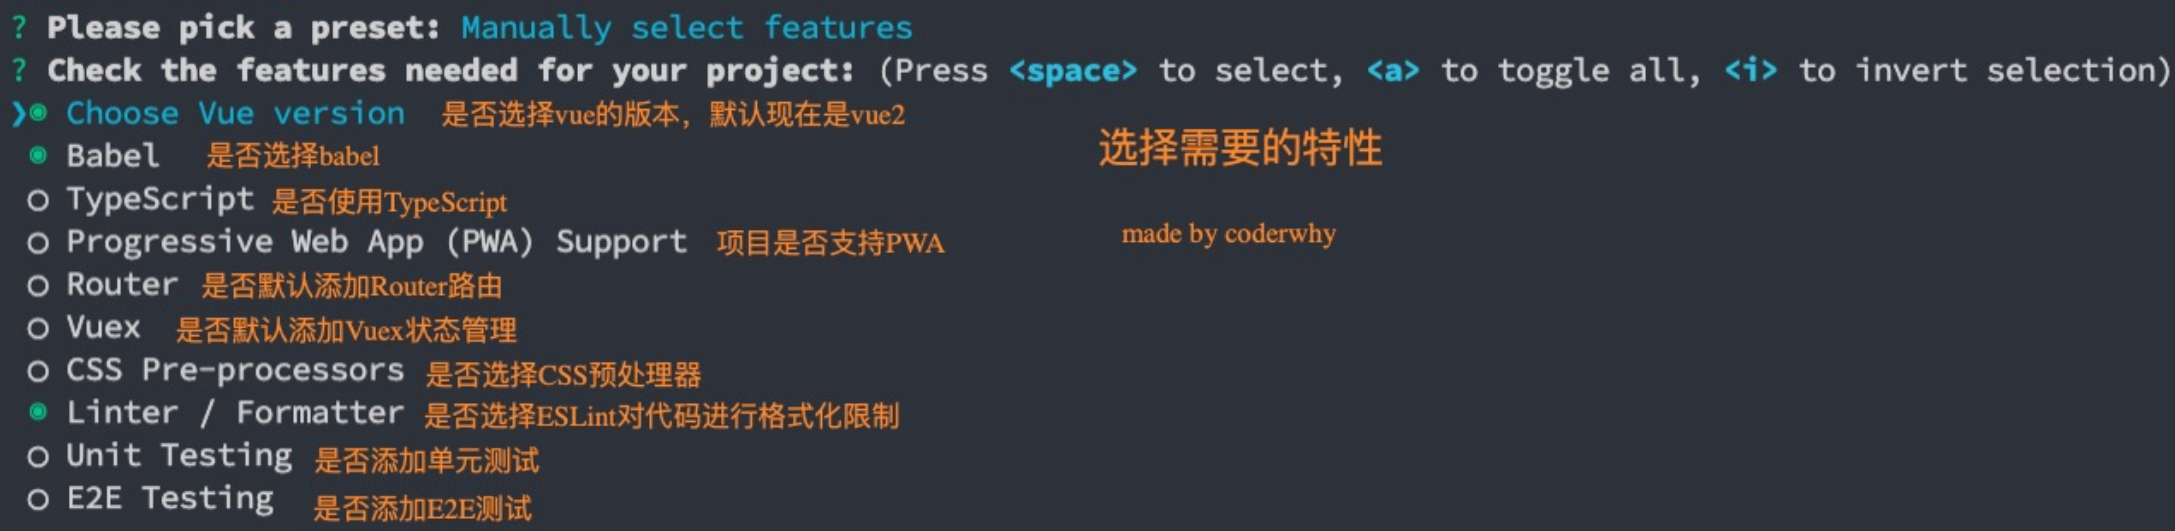 ? Please pick a preset: Manually select features
? Check the features needed for your project: (Press <space> to select, <a> to toggle all, <i> to invert selection)
❯◉ Choose Vue version 是否选择vue的版本，默认现在是vue2
◉ Babel 是否选择babel
选择需要的特性
○ TypeScript 是否使用TypeScript
○ Progressive Web App (PWA) Support 项目是否支持PWA
made by coderwhy
○ Router 是否默认添加Router路由
○ Vuex 是否默认添加Vuex状态管理
○ CSS Pre-processors 是否选择CSS预处理器
◉ Linter / Formatter 是否选择ESLint对代码进行格式化限制
○ Unit Testing 是否添加单元测试
○ E2E Testing 是否添加E2E测试